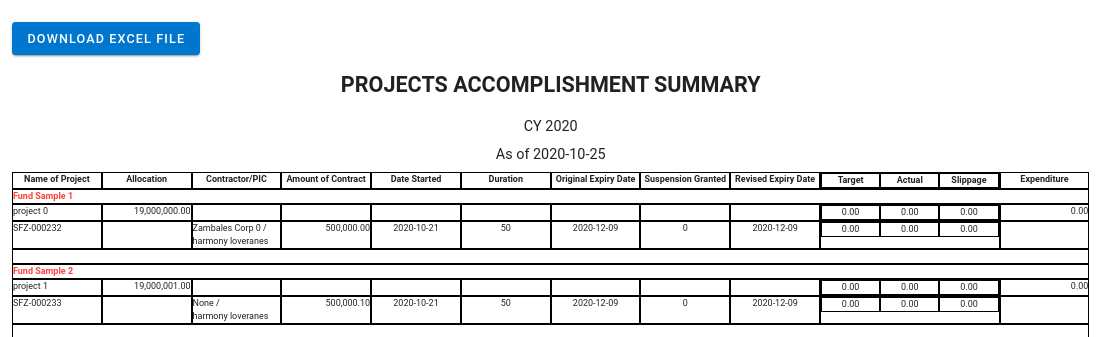 DOWNLOAD EXCEL FILE
PROJECTS ACCOMPLISHMENT SUMMARY
CY 2020
As of 2020-10-25
Name of Project Allocation Contractor/PIC Amount of Contract Date Started Duration Original Expiry Date Suspension Granted Revised Expiry Date Target Actual Slippage Expenditure
Fund Sample 1
project 0 19,000,000.00 0.00 0.00 0.00 0.00
SFZ-000232 Zambales Corp 0 / 500,000.00 2020-10-21 50 2020-12-09 0 2020-12-09 0.00 0.00 0.00
harmony loveranes
Fund Sample 2
project 1 19,000,001.00 0.00 0.00 0.00 0.00
SFZ-000233 None / 500,000.10 2020-10-21 50 2020-12-09 0 2020-12-09 0.00 0.00 0.00
harmony loveranes